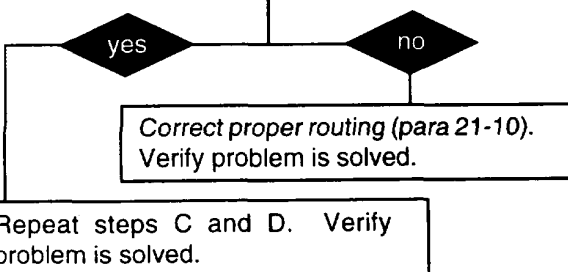 yes
no
Correct proper routing (para 21-10).
Verify problem is solved.
Repeat steps C and D. Verify
problem is solved.